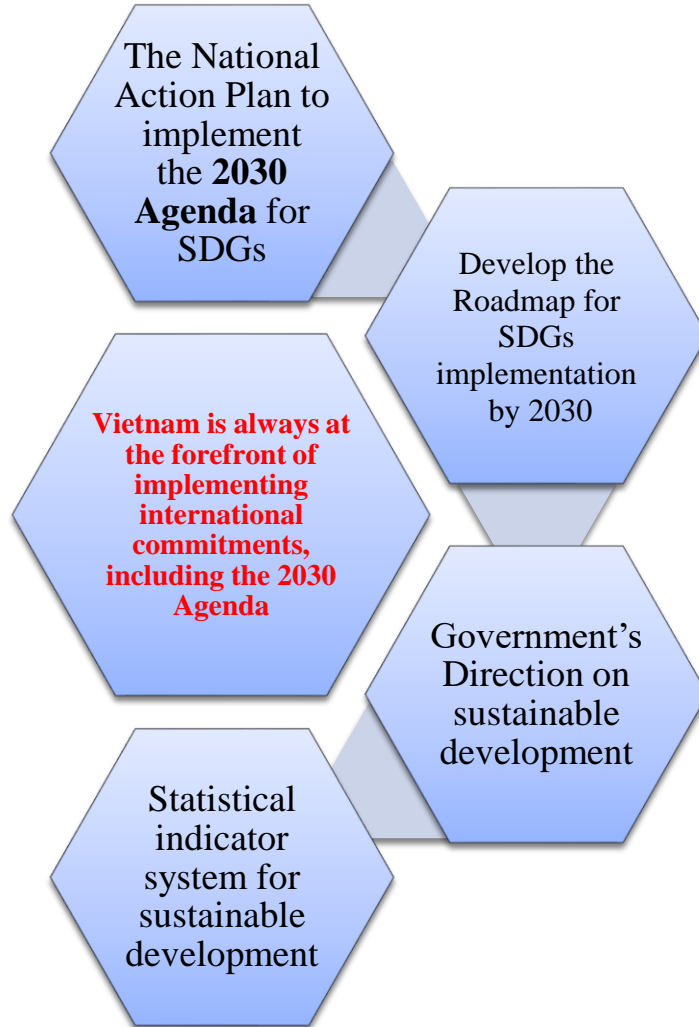 The National
Action Plan to
implement
the 2030
Agenda for
SDGs
Develop the
Roadmap for
SDGs
implementation
by 2030
Vietnam is always at
the forefront of
implementing
international
commitments,
including the 2030
Agenda
Government’s
Direction on
sustainable
development
Statistical
indicator
system for
sustainable
development